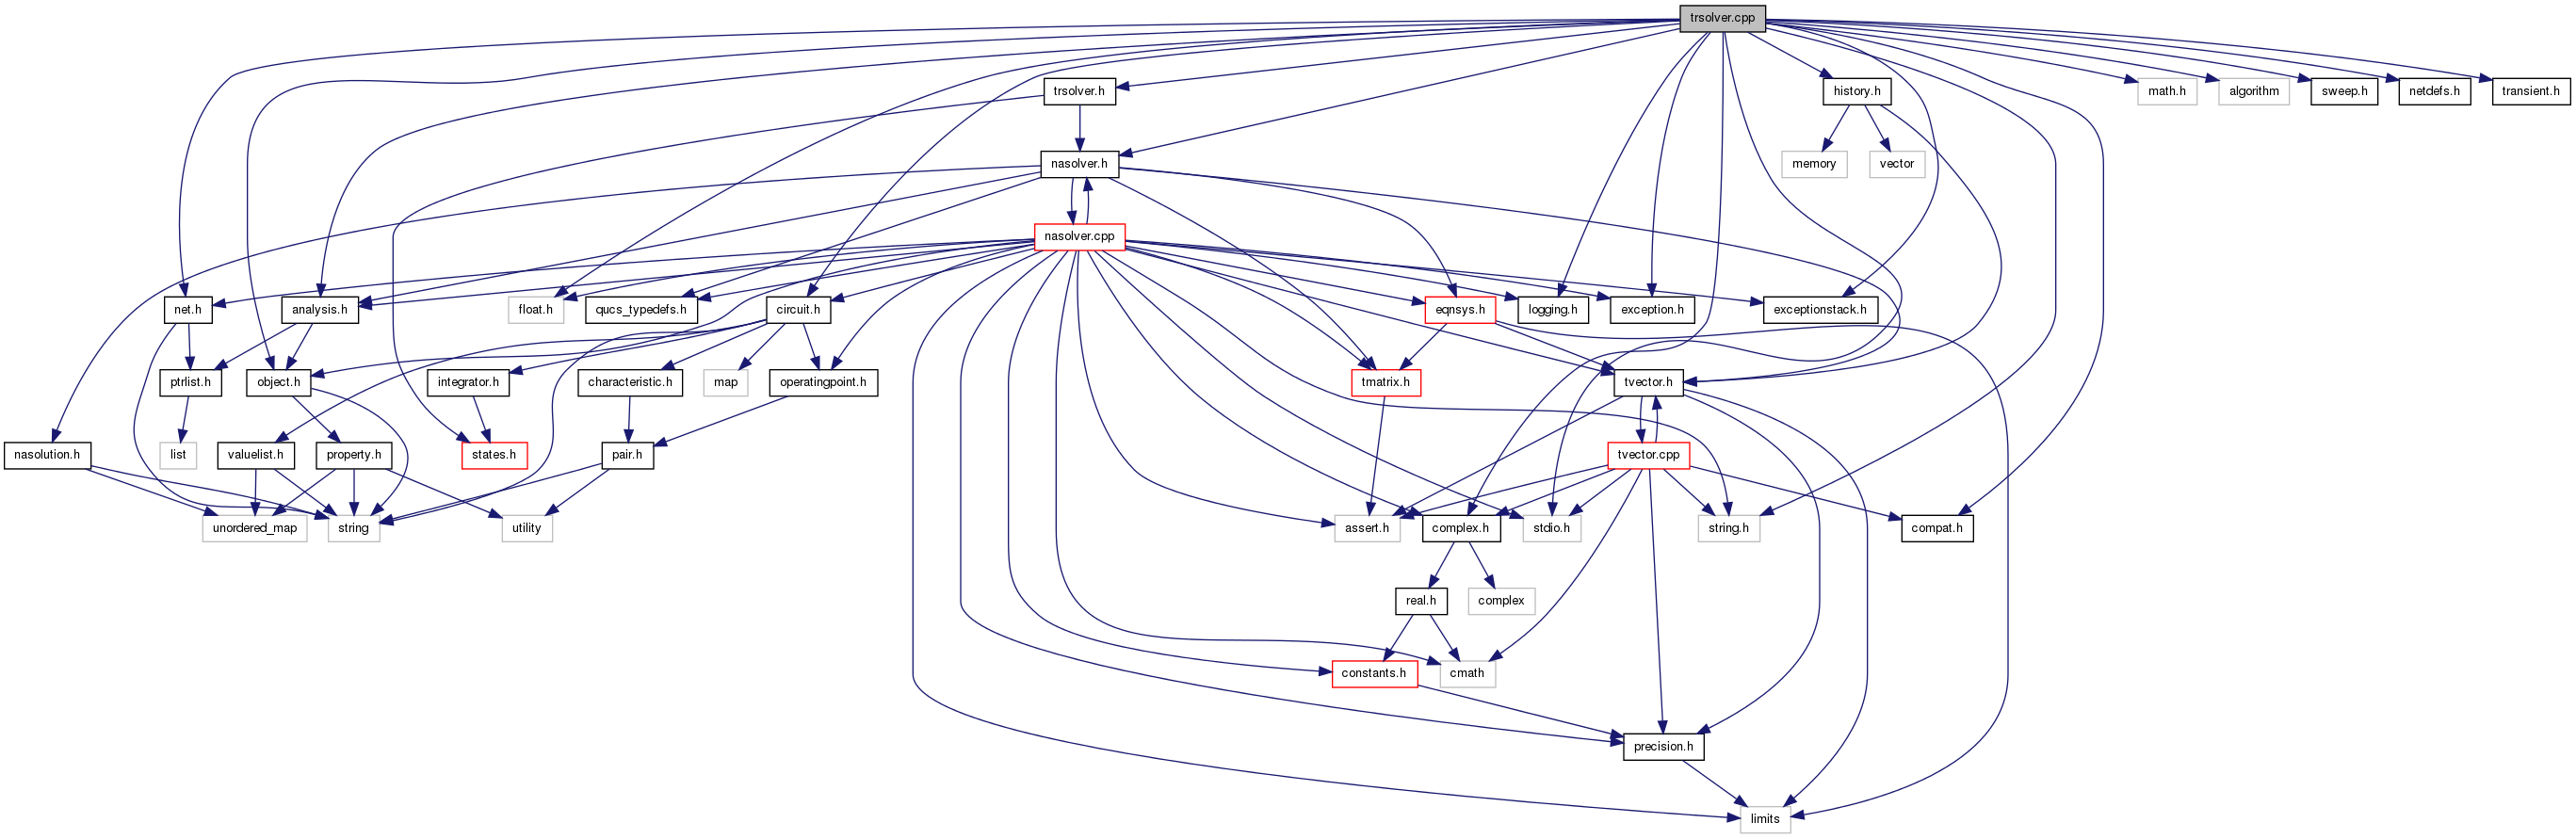 trsolver.cpp
trsolver.h
history.h
math.h
algorithm
sweep.h
netdefs.h
transient.h
nasolver.h
memory
vector
nasolver.cpp
net.h
analysis.h
float.h
qucs_typedefs.h
circuit.h
eqnsys.h
logging.h
exception.h
exceptionstack.h
ptrlist.h
object.h
integrator.h
characteristic.h
map
operatingpoint.h
tmatrix.h
tvector.h
nasolution.h
list
valuelist.h
property.h
states.h
pair.h
tvector.cpp
unordered_map
string
utility
assert.h
complex.h
stdio.h
string.h
compat.h
real.h
complex
constants.h
cmath
precision.h
limits